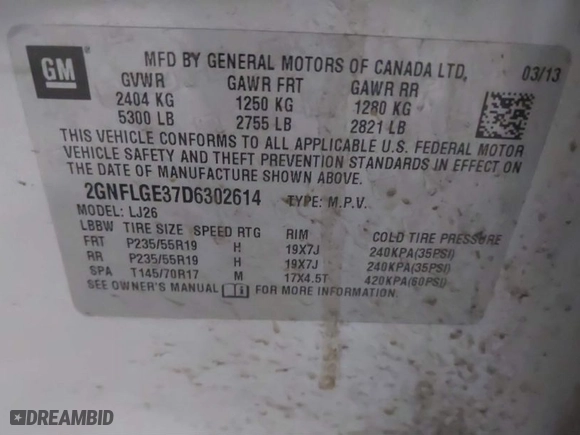 GM ®
MFD BY GENERAL MOTORS OF CANADA LTD, 03/13
GVWR GAWR FRT GAWR RR
2404 KG 1250 KG 1280 KG
5300 LB 2755 LB 2821 LB
THIS VEHICLE CONFORMS TO ALL APPLICABLE U.S. FEDERAL MOTOR
VEHICLE SAFETY AND THEFT PREVENTION STANDARDS IN EFFECT ON
THE DATE OF MANUFACTURE SHOWN ABOVE.
2GNFLGE37D6302614 TYPE: M.P.V.
MODEL: LJ26
LBBW TIRE SIZE SPEED RTG RIM COLD TIRE PRESSURE
FRT P235/55R19 H 19X7J 240KPA(35PSI)
RR P235/55R19 H 19X7J 240KPA(35PSI)
SPA T145/70R17 M 17X4.5T 420KPA(60PSI)
SEE OWNER'S MANUAL FOR MORE INFORMATION.
DREAMBID